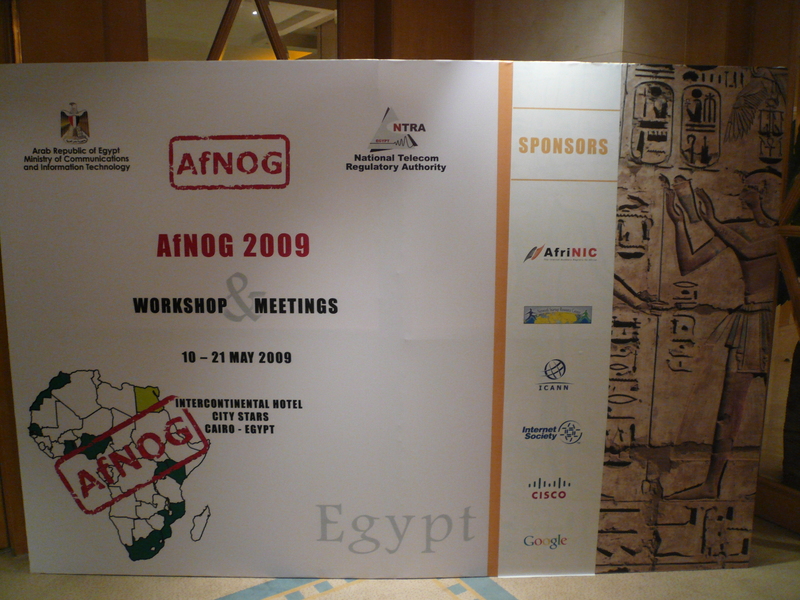 Arab Republic of Egypt
Ministry of Communications
and Information Technology
AfNOG
NTRA
EGYPT
National Telecom
Regulatory Authority
AfNOG 2009
WORKSHOP & MEETINGS
10 – 21 MAY 2009
INTERCONTINENTAL HOTEL
CITY STARS
CAIRO - EGYPT
AfNOG
Egypt
SPONSORS
AfriNIC
ICANN
Internet
Society
CISCO
Google